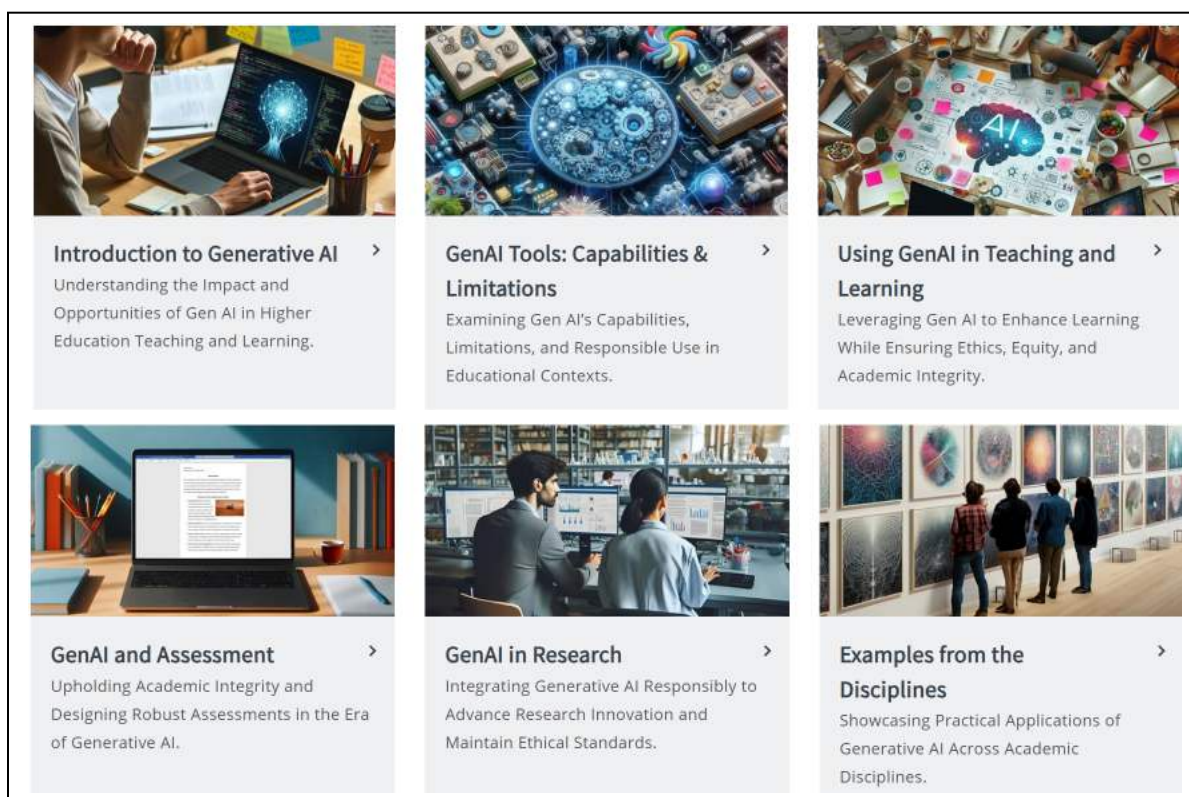 Introduction to Generative AI
Understanding the Impact and
Opportunities of Gen AI in Higher
Education Teaching and Learning.
GenAI Tools: Capabilities &
Limitations
Examining Gen AI's Capabilities,
Limitations, and Responsible Use in
Educational Contexts.
AI
Using GenAI in Teaching and
Learning
Leveraging Gen AI to Enhance Learning
While Ensuring Ethics, Equity, and
Academic Integrity.
GenAI and Assessment
Upholding Academic Integrity and
Designing Robust Assessments in the Era
of Generative AI.
GenAI in Research
Integrating Generative AI Responsibly to
Advance Research Innovation and
Maintain Ethical Standards.
Examples from the
Disciplines
Showcasing Practical Applications of
Generative AI Across Academic
Disciplines.